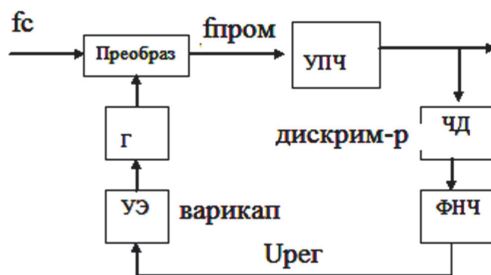 fc
Преобраз
fпром
УПЧ
Г
дискрим-р
ЧД
УЭ
варикап
ФНЧ
Uрег